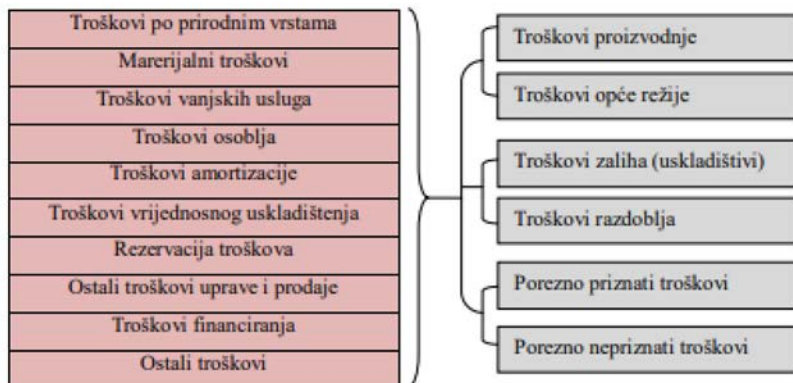 Troškovi po prirodnim vrstama
Marerijalni troškovi
Troškovi vanjskih usluga
Troškovi osoblja
Troškovi amortizacije
Troškovi vrijednosnog uskladištenja
Rezervacija troškova
Ostali troškovi uprave i prodaje
Troškovi financiranja
Ostali troškovi
Troškovi proizvodnje
Troškovi opće režije
Troškovi zaliha (uskladištivi)
Troškovi razdoblja
Porezno priznati troškovi
Porezno nepriznati troškovi